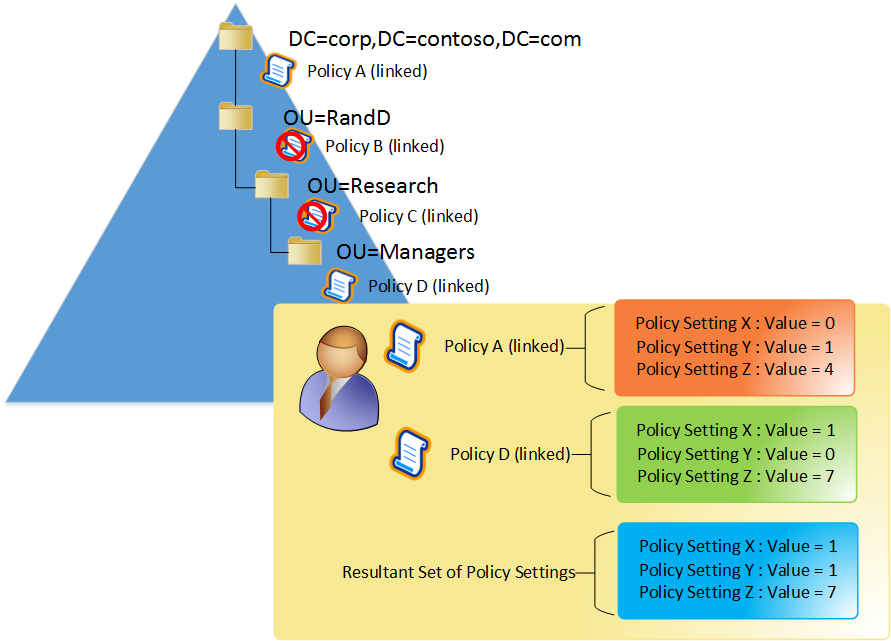 DC=corp,DC=contoso,DC=com
Policy A (linked)
OU=RandD
Policy B (linked)
OU=Research
Policy C (linked)
OU=Managers
Policy D (linked)
Policy A (linked)
Policy Setting X : Value = 0
Policy Setting Y : Value = 1
Policy Setting Z : Value = 4
Policy D (linked)
Policy Setting X : Value = 1
Policy Setting Y : Value = 0
Policy Setting Z : Value = 7
Resultant Set of Policy Settings
Policy Setting X : Value = 1
Policy Setting Y : Value = 1
Policy Setting Z : Value = 7